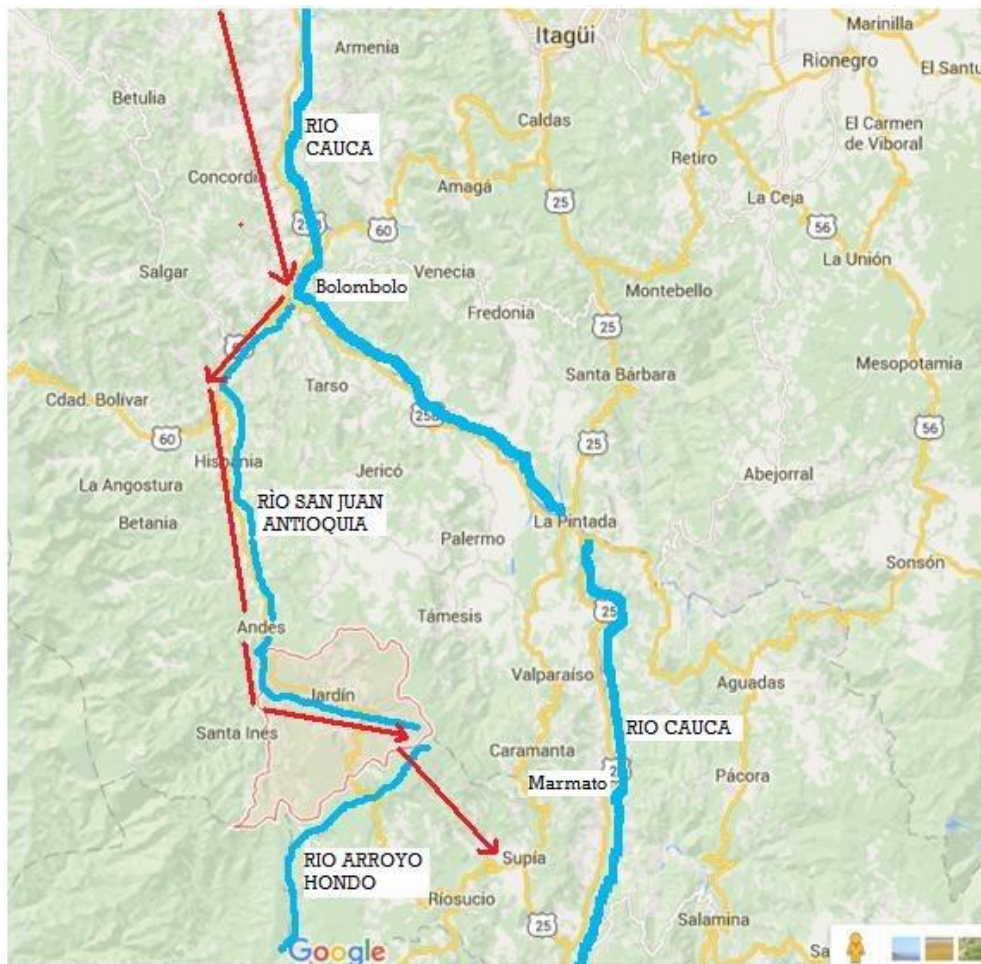 Armenia
Itagüí
Marinilla
Rionegro
El Santu
Betulia
RIO
CAUCA
Caldas
El Carmen
de Viboral
Concordia
Amagá
Retiro
La Ceja
25
60
56
Salgar
Bolombolo
Venecia
La Unión
Montebello
Fredonia
25
Mesopotamia
Tarso
Santa Bárbara
Cdad. Bolívar
60
25
56
Hispania
Jericó
Abejorral
La Angostura
RÌO SAN JUAN
ANTIOQUIA
Betania
La Pintada
Palermo
Sonsón
25
Andes
Támesis
Jardín
Valparaíso
Aguadas
Santa Inés
RIO CAUCA
Caramanta
Marmato
Pácora
RIO ARROYO
HONDO
Supía
Ríosucio
25
Salamina
Google
Sa